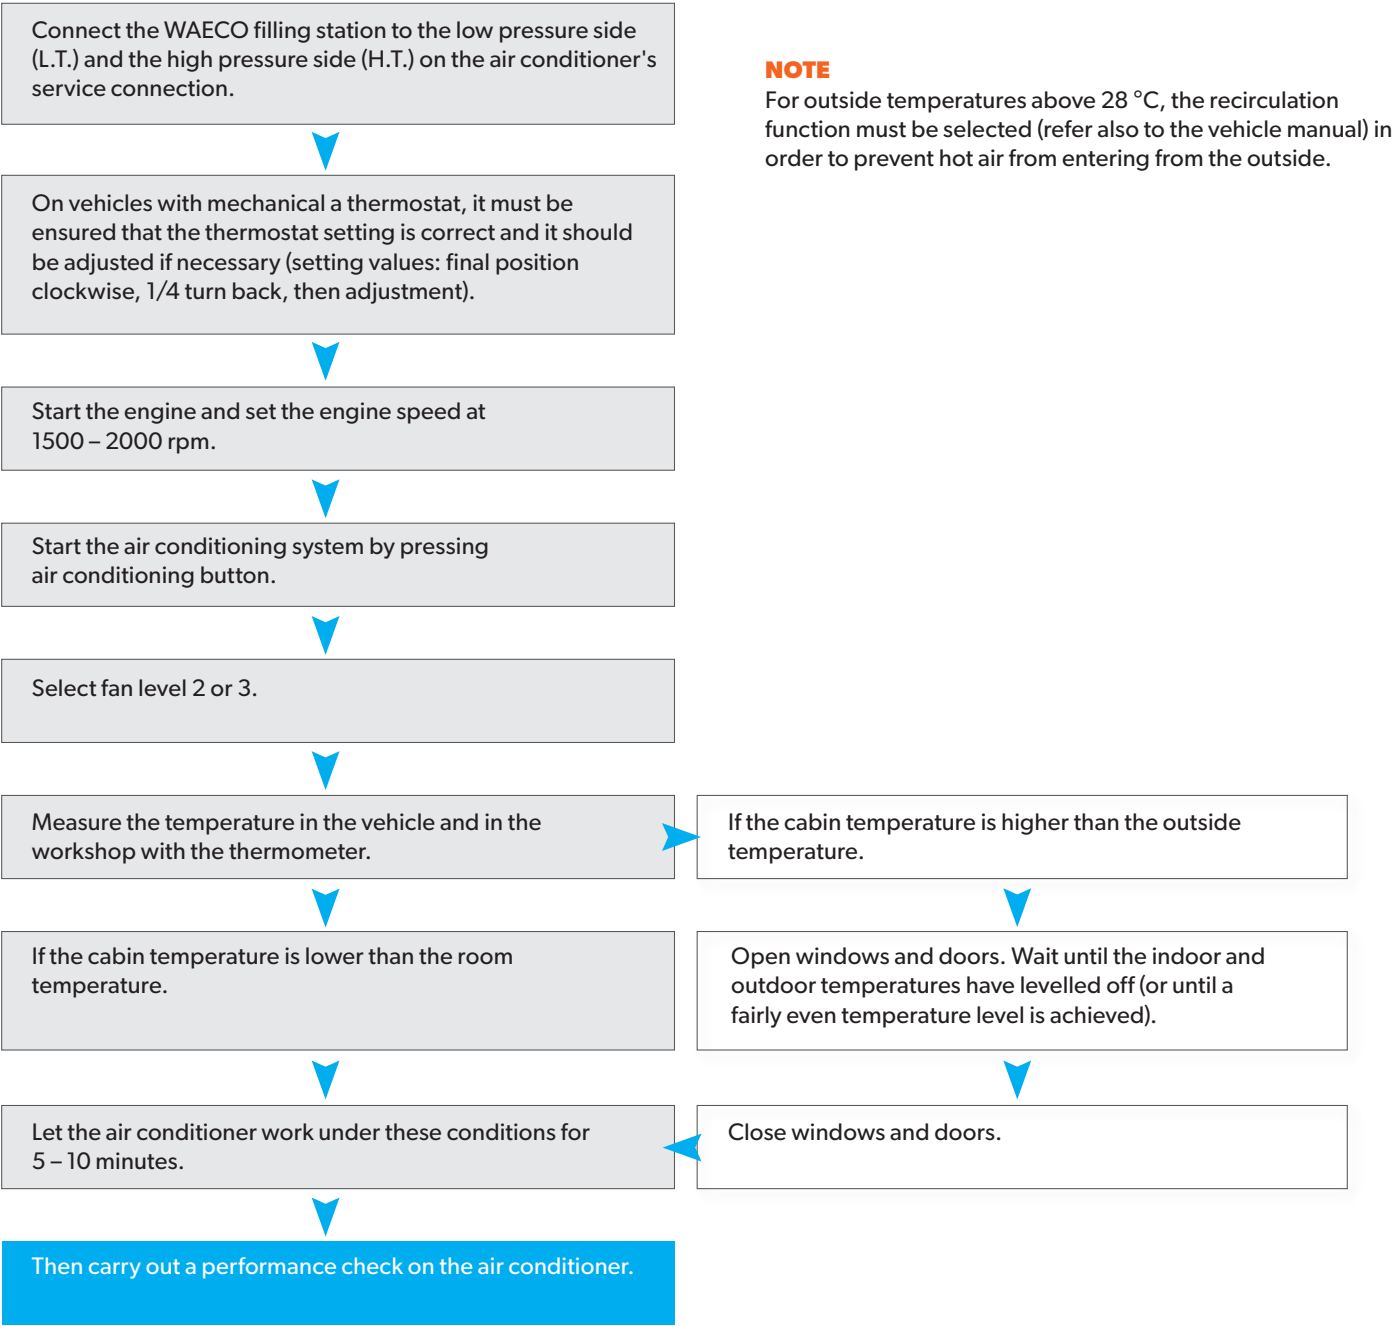 Connect the WAECO filling station to the low pressure side
(L.T.) and the high pressure side (H.T.) on the air conditioner's
service connection.
NOTE
For outside temperatures above 28 °C, the recirculation
function must be selected (refer also to the vehicle manual) in
order to prevent hot air from entering from the outside.
On vehicles with mechanical a thermostat, it must be
ensured that the thermostat setting is correct and it should
be adjusted if necessary (setting values: final position
clockwise, 1/4 turn back, then adjustment).
Start the engine and set the engine speed at
1500 – 2000 rpm.
Start the air conditioning system by pressing
air conditioning button.
Select fan level 2 or 3.
Measure the temperature in the vehicle and in the
workshop with the thermometer.
If the cabin temperature is higher than the outside
temperature.
If the cabin temperature is lower than the room
temperature.
Open windows and doors. Wait until the indoor and
outdoor temperatures have levelled off (or until a
fairly even temperature level is achieved).
Let the air conditioner work under these conditions for
5 – 10 minutes.
Close windows and doors.
Then carry out a performance check on the air conditioner.